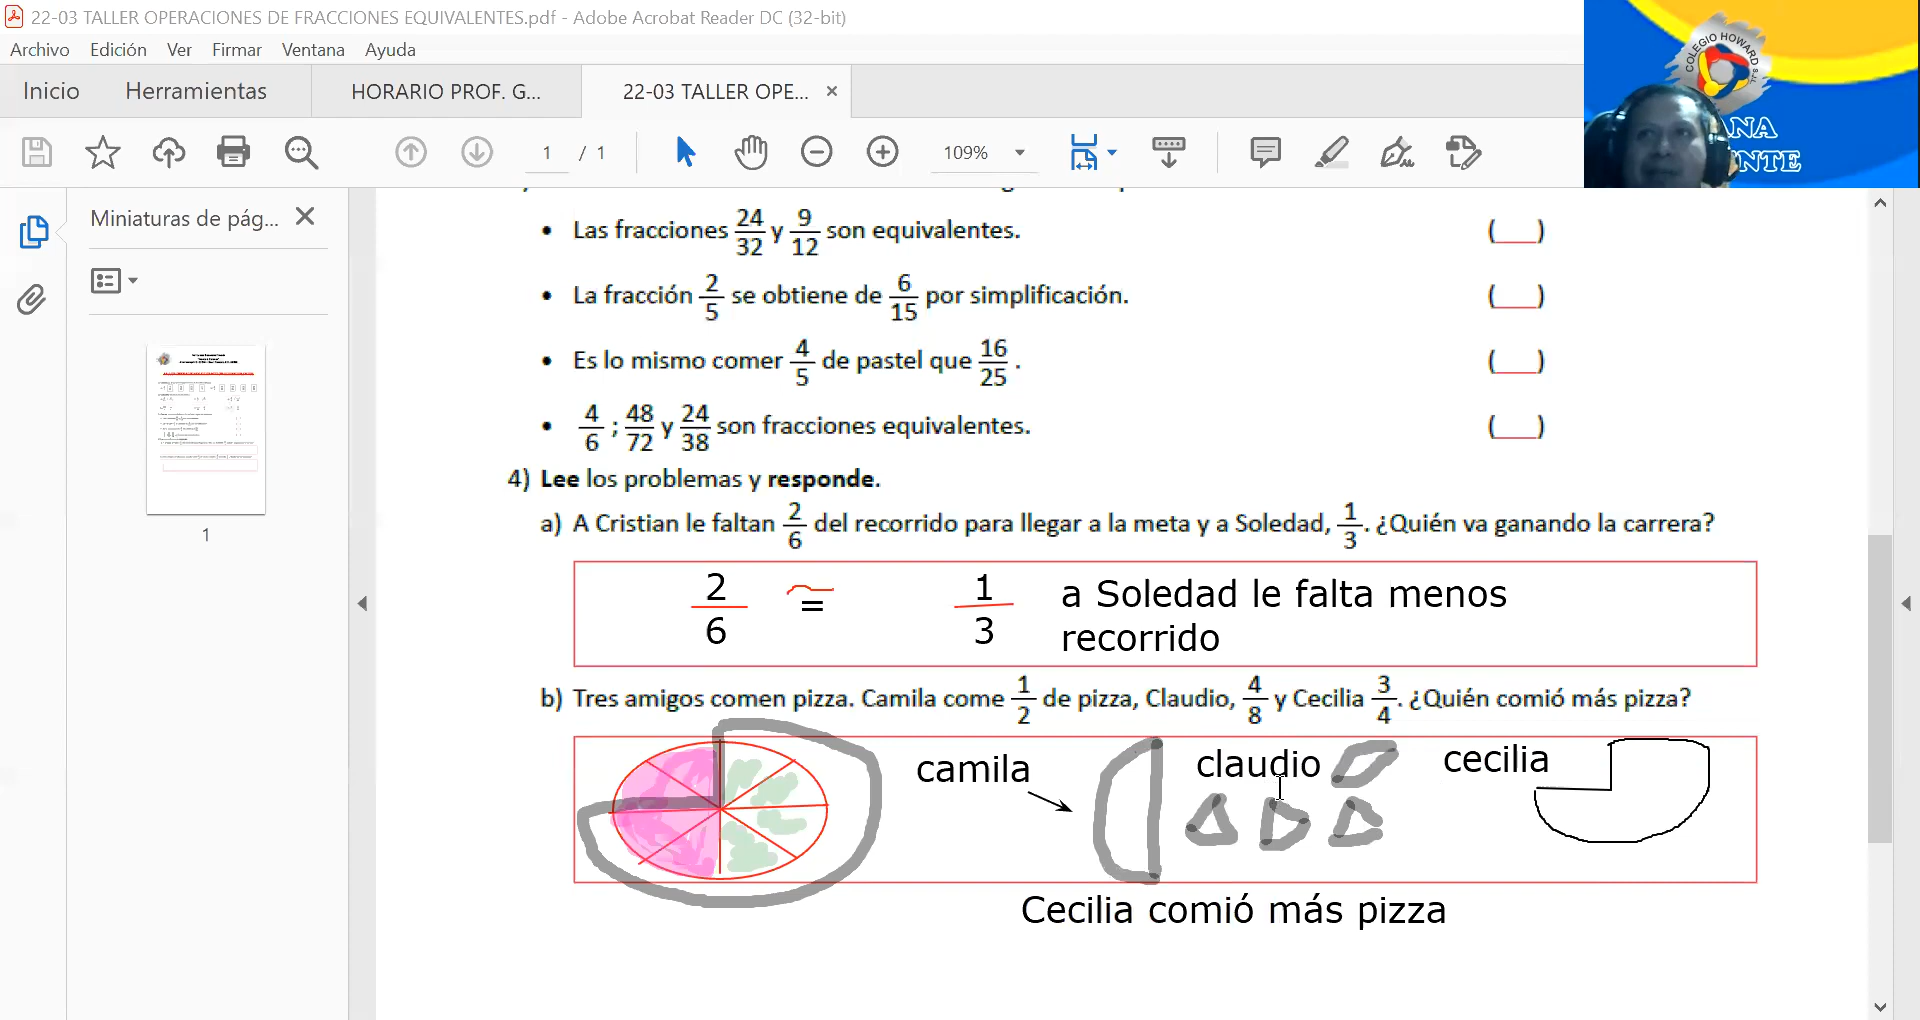 22-03 TALLER OPERACIONES DE FRACCIONES EQUIVALENTES.pdf - Adobe Acrobat Reader DC (32-bit)
Archivo Edición Ver Firmar Ventana Ayuda
Inicio Herramientas HORARIO PROF. G... 22-03 TALLER OPE... ×
1 / 1 109%
COLEGIO HOWARD
ANA
NTE
Miniaturas de pág...
1
• Las fracciones 24/32 y 9/12 son equivalentes. (___)
• La fracción 2/5 se obtiene de 6/15 por simplificación. (___)
• Es lo mismo comer 4/5 de pastel que 16/25 . (___)
• 4/6 ; 48/72 y 24/38 son fracciones equivalentes. (___)
4) Lee los problemas y responde.
a) A Cristian le faltan 2/6 del recorrido para llegar a la meta y a Soledad, 1/3. ¿Quién va ganando la carrera?
2/6 = 1/3 a Soledad le falta menos
recorrido
b) Tres amigos comen pizza. Camila come 1/2 de pizza, Claudio, 4/8 y Cecilia 3/4. ¿Quién comió más pizza?
camila claudio cecilia
Cecilia comió más pizza